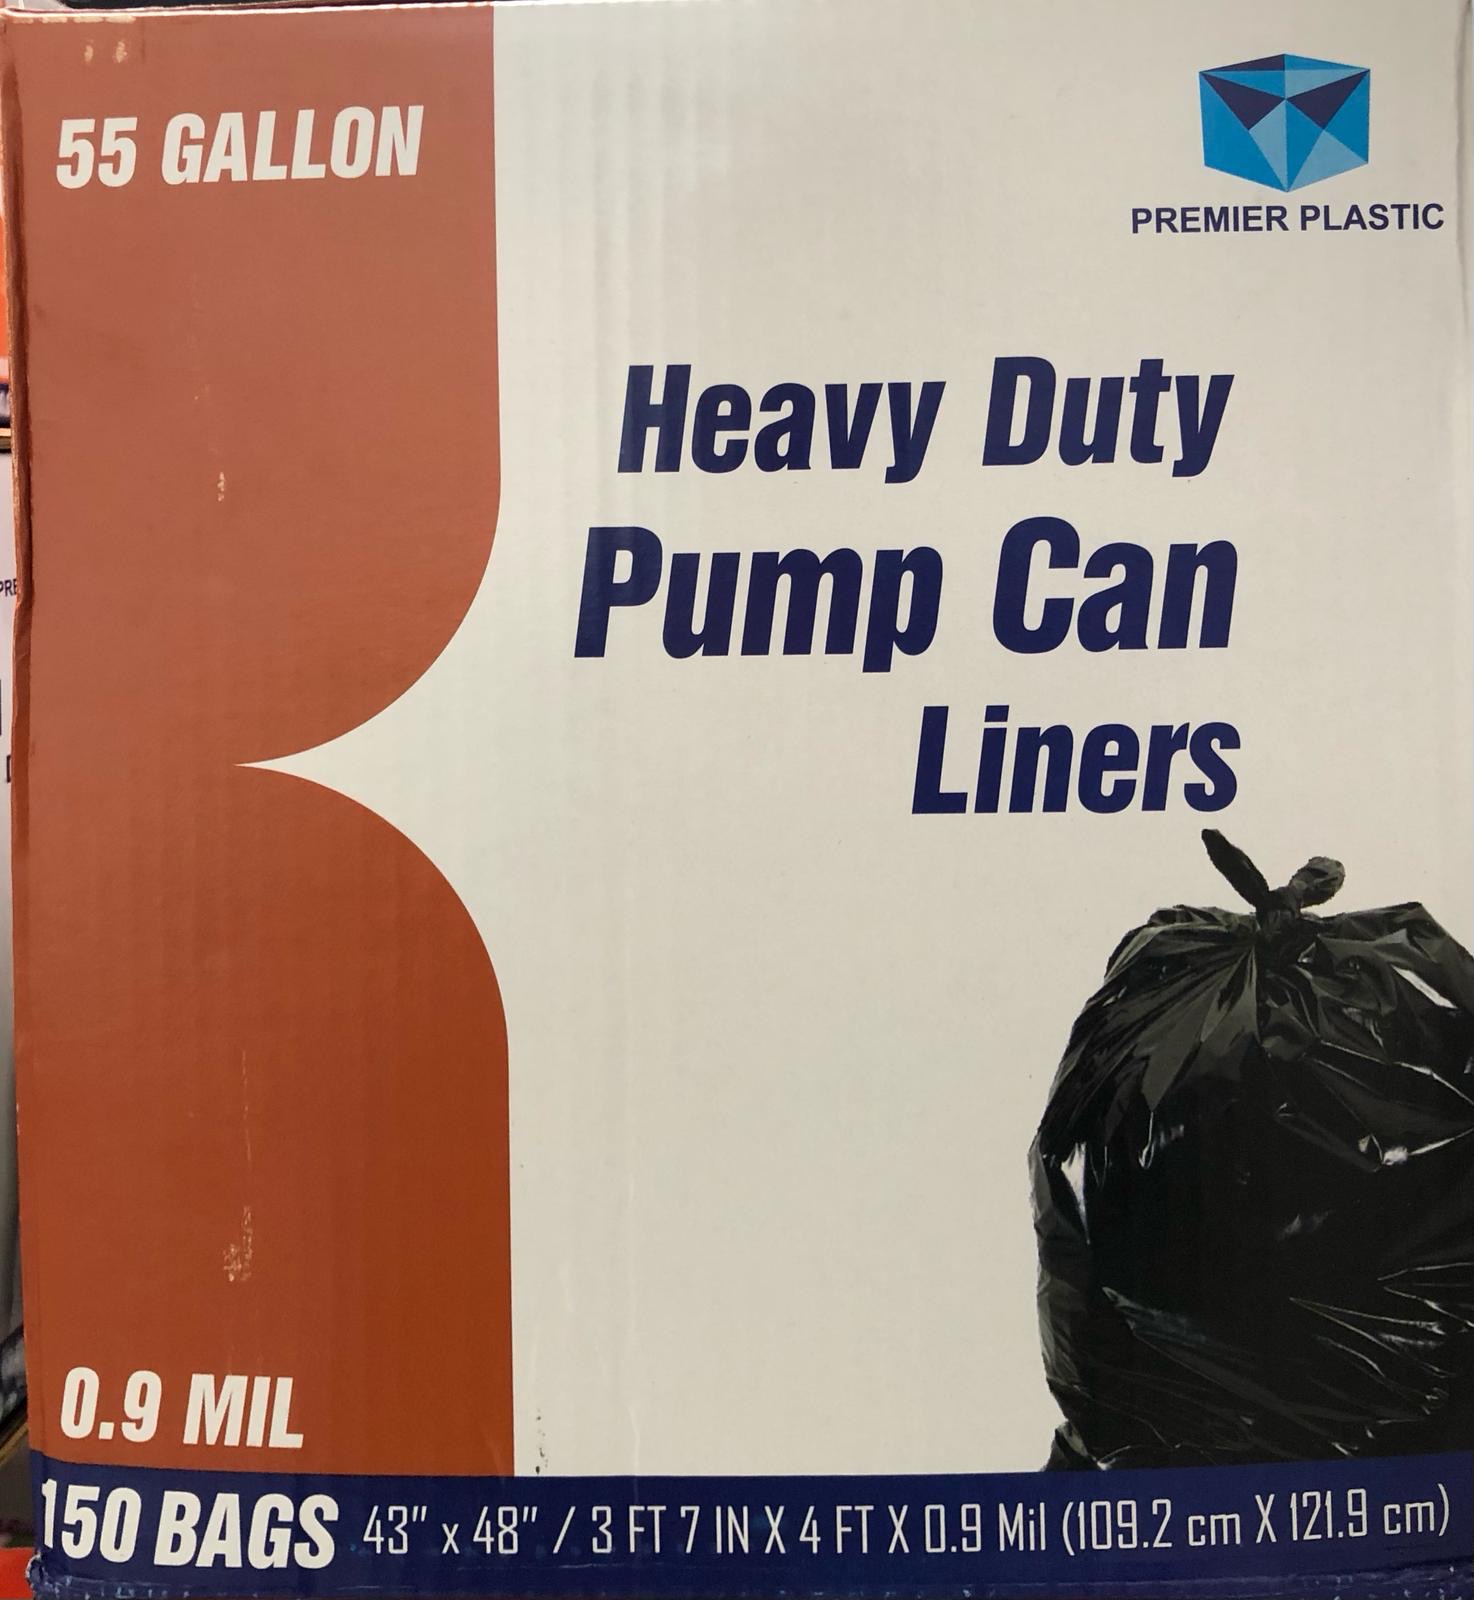 55 GALLON
PREMIER PLASTIC
Heavy Duty
Pump Can
Liners
0.9 MIL
150 BAGS 43" x 48" / 3 FT 7 IN X 4 FT X 0.9 Mil (109.2 cm X 121.9 cm)